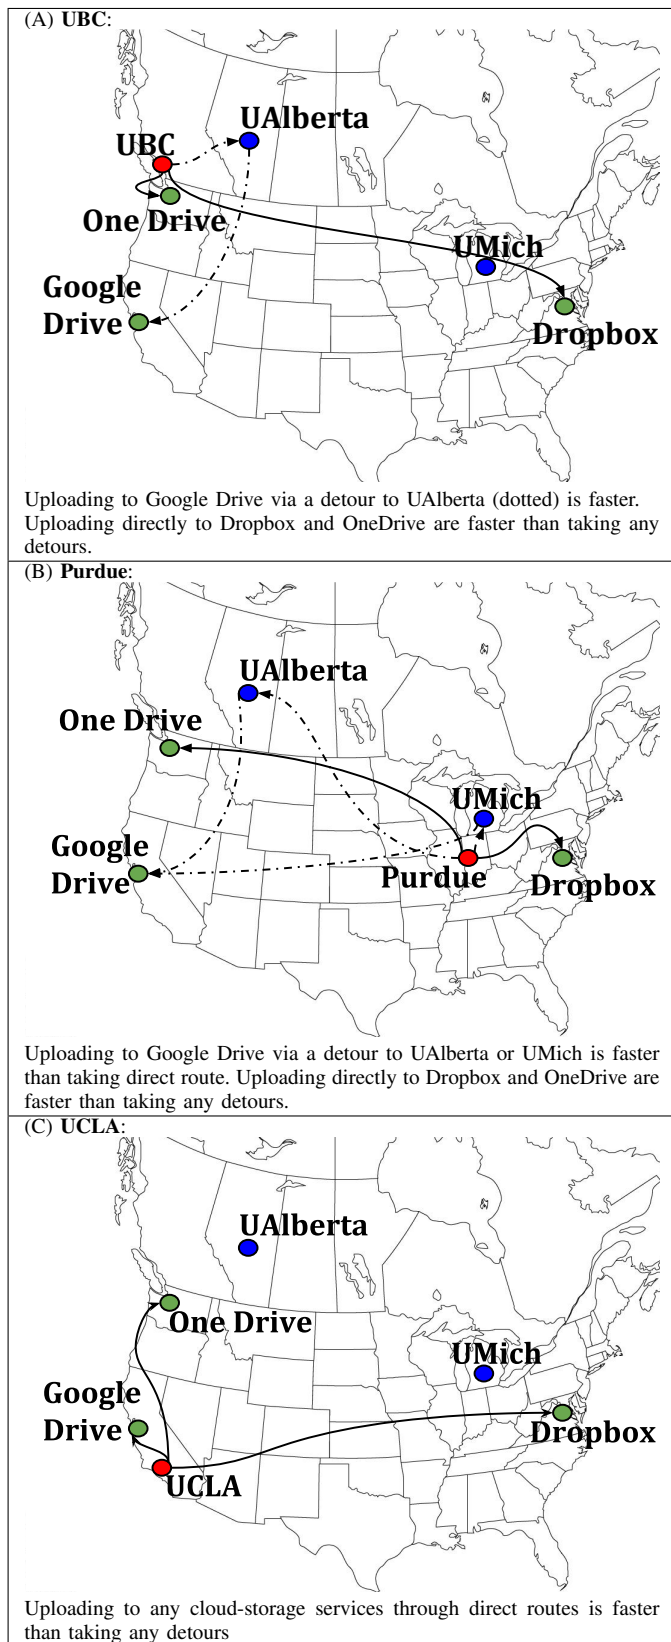 (A) UBC:
UAlberta
UBC
One Drive
UMich
Google
Drive
Dropbox
Uploading to Google Drive via a detour to UAlberta (dotted) is faster.
Uploading directly to Dropbox and OneDrive are faster than taking any
detours.
(B) Purdue:
UAlberta
One Drive
UMich
Google
Drive
Purdue
Dropbox
Uploading to Google Drive via a detour to UAlberta or UMich is faster
than taking direct route. Uploading directly to Dropbox and OneDrive are
faster than taking any detours.
(C) UCLA:
UAlberta
One Drive
UMich
Google
Drive
Dropbox
UCLA
Uploading to any cloud-storage services through direct routes is faster
than taking any detours